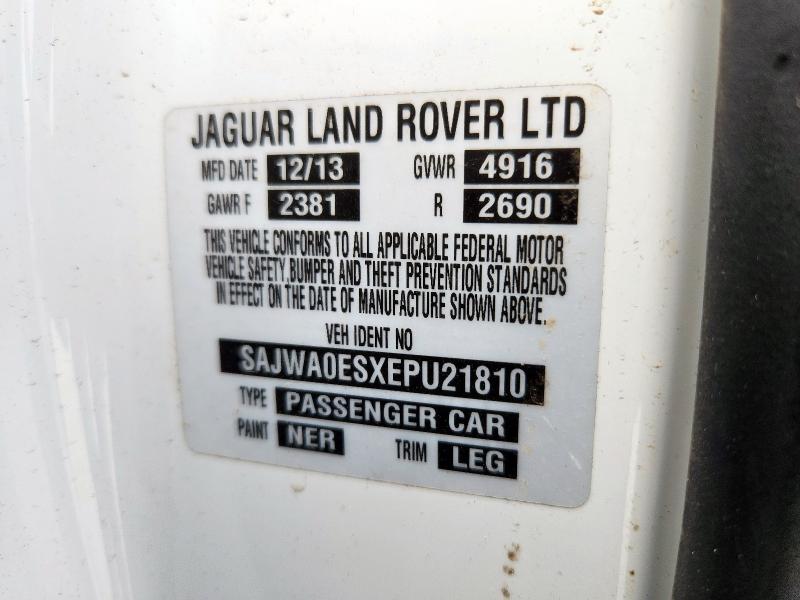 JAGUAR LAND ROVER LTD
MFD DATE 12/13 GVWR 4916
GAWR F 2381 R 2690
THIS VEHICLE CONFORMS TO ALL APPLICABLE FEDERAL MOTOR
VEHICLE SAFETY,BUMPER AND THEFT PREVENTION STANDARDS
IN EFFECT ON THE DATE OF MANUFACTURE SHOWN ABOVE.
VEH IDENT NO
SAJWA0ESXEPU21810
TYPE PASSENGER CAR
PAINT NER TRIM LEG